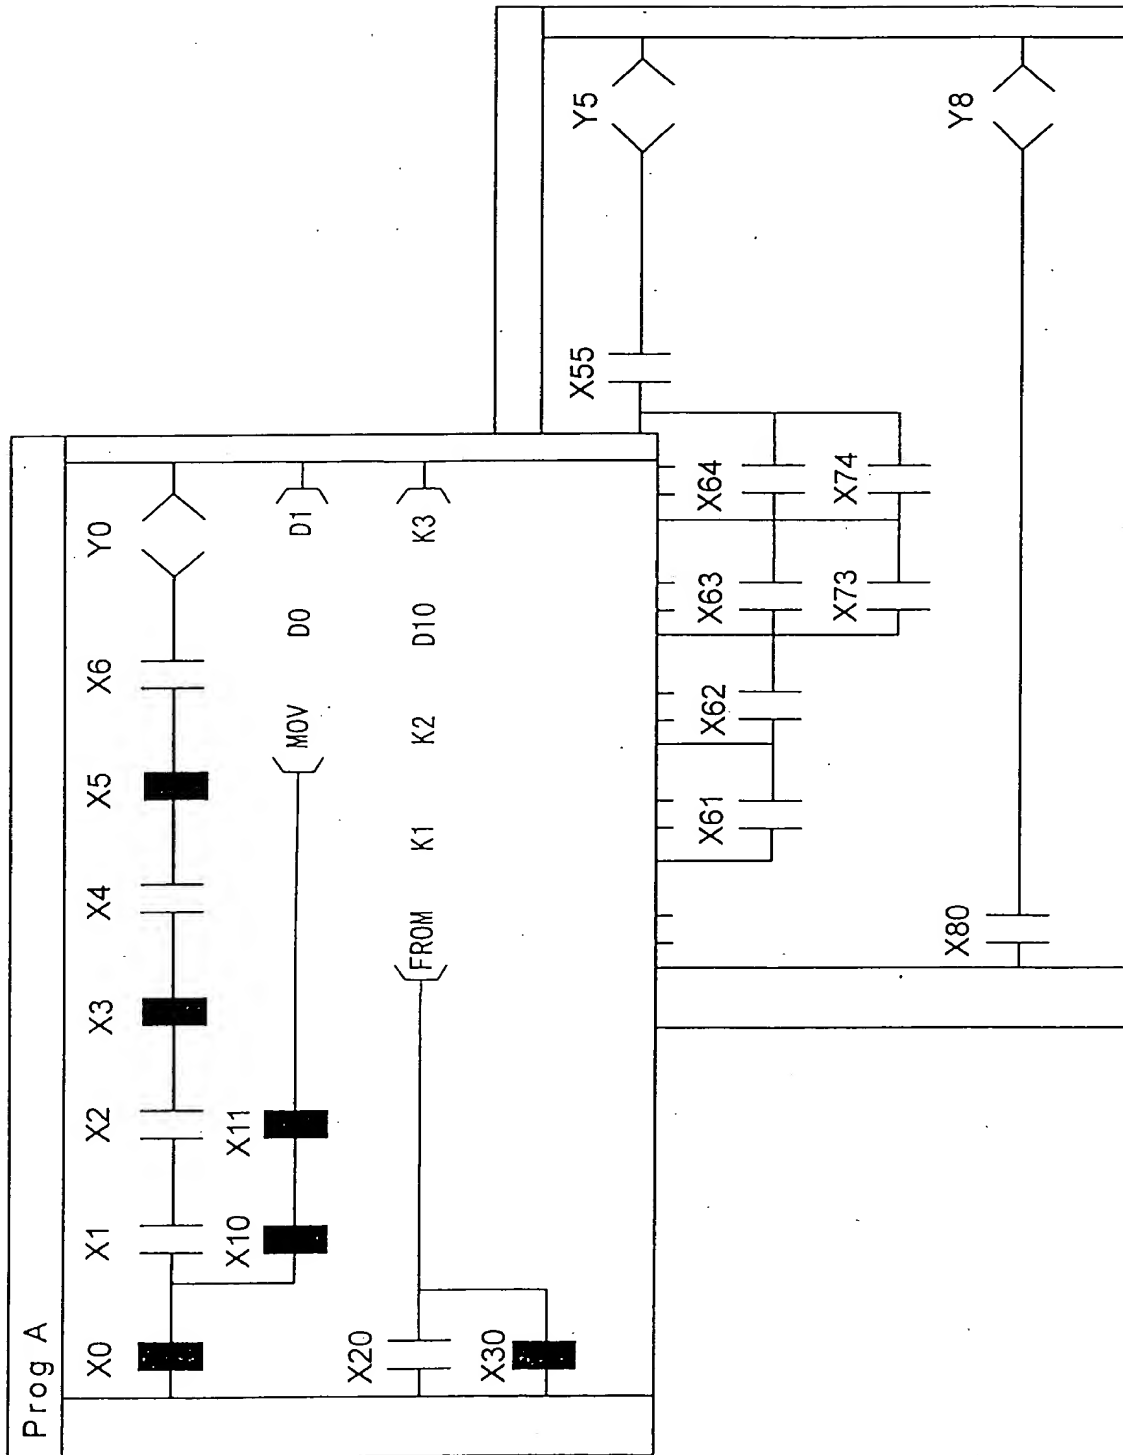 Prog A
X0 X1 X2 X3 X4 X5 X6 Y0
X10 X11 MOV D0 D1
X20 FROM K1 K2 D10 K3
X30
X55 Y5
X61 X62 X63 X64
X73 X74
X80 Y8